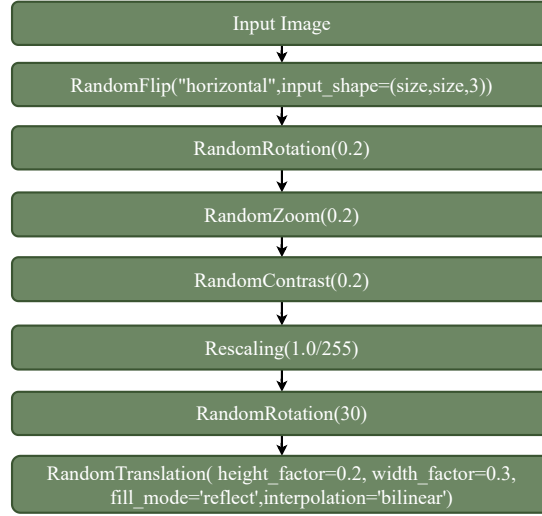 Input Image
RandomFlip("horizontal",input_shape=(size,size,3))
RandomRotation(0.2)
RandomZoom(0.2)
RandomContrast(0.2)
Rescaling(1.0/255)
RandomRotation(30)
RandomTranslation( height_factor=0.2, width_factor=0.3,
fill_mode='reflect',interpolation='bilinear')